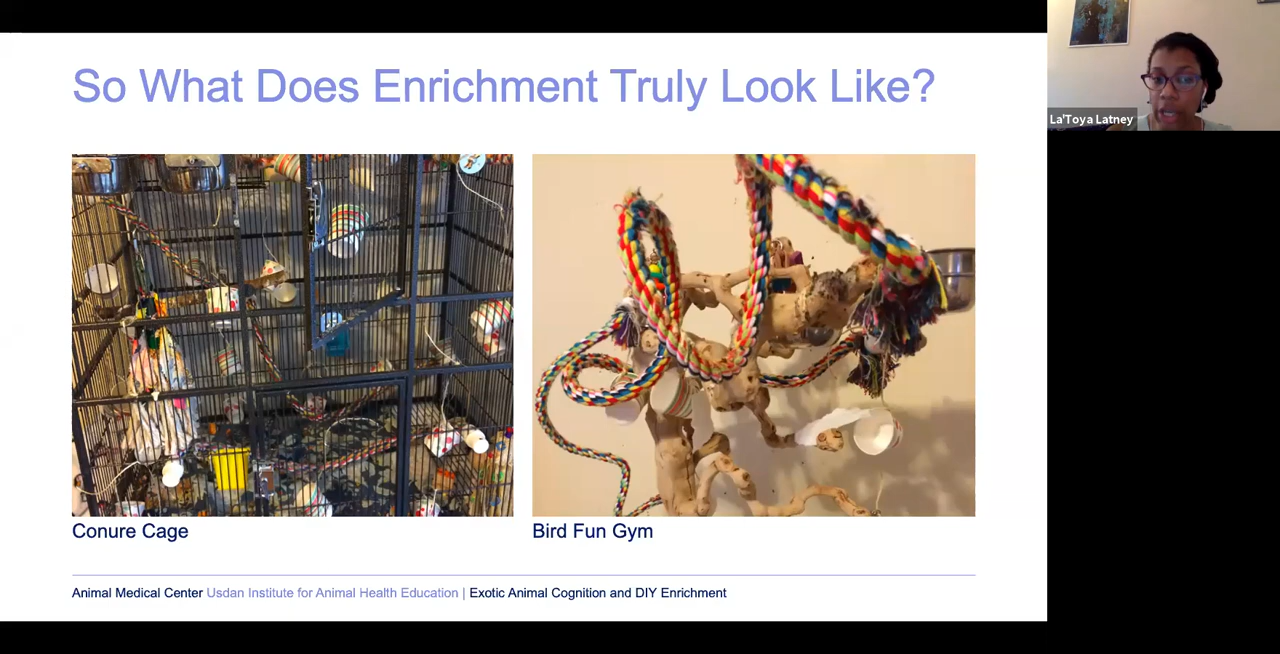 So What Does Enrichment Truly Look Like?
La'Toya Latney
Conure Cage
Bird Fun Gym
Animal Medical Center Usdan Institute for Animal Health Education | Exotic Animal Cognition and DIY Enrichment